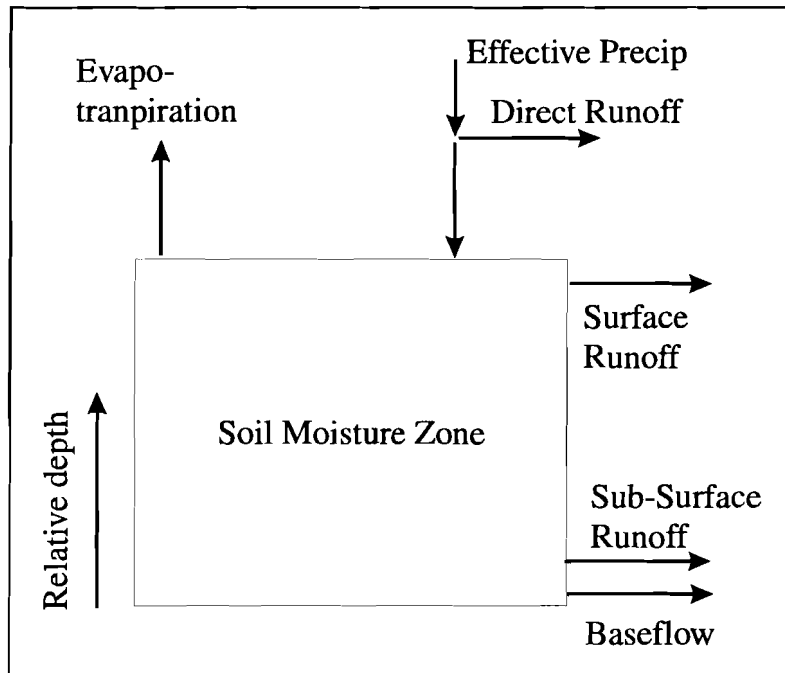 Evapo-
tranpiration
Effective Precip
Direct Runoff
Surface
Runoff
Relative depth
Soil Moisture Zone
Sub-Surface
Runoff
Baseflow